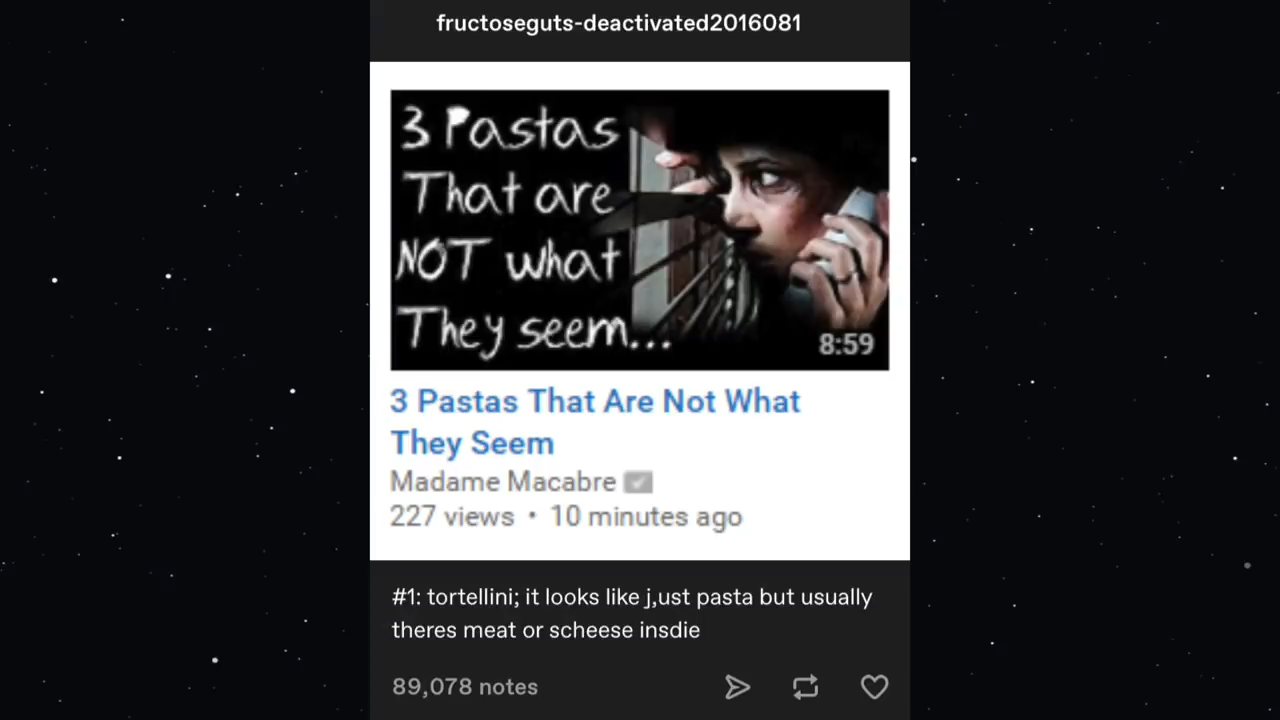 fructoseguts-deactivated2016081
3 Pastas
That are
NOT what
They seem...
8:59
3 Pastas That Are Not What
They Seem
Madame Macabre
227 views • 10 minutes ago
#1: tortellini; it looks like j,ust pasta but usually
theres meat or scheese insdie
89,078 notes